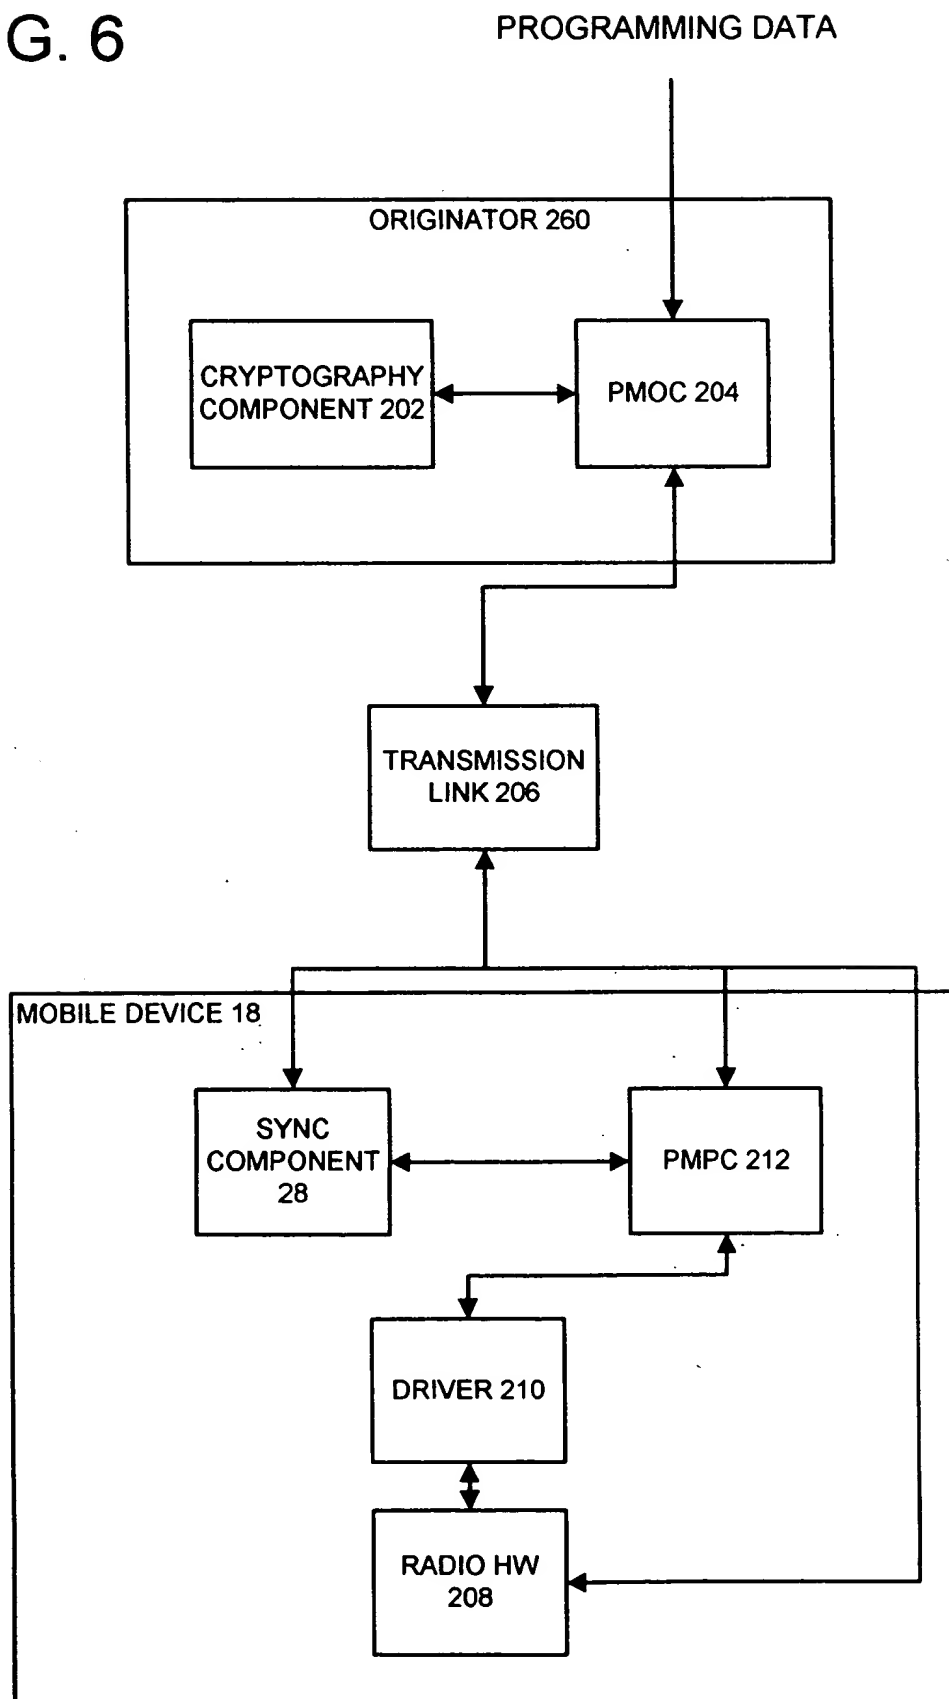 G. 6
PROGRAMMING DATA
ORIGINATOR 260
CRYPTOGRAPHY
COMPONENT 202
PMOC 204
TRANSMISSION
LINK 206
MOBILE DEVICE 18
SYNC
COMPONENT
28
PMPC 212
DRIVER 210
RADIO HW
208